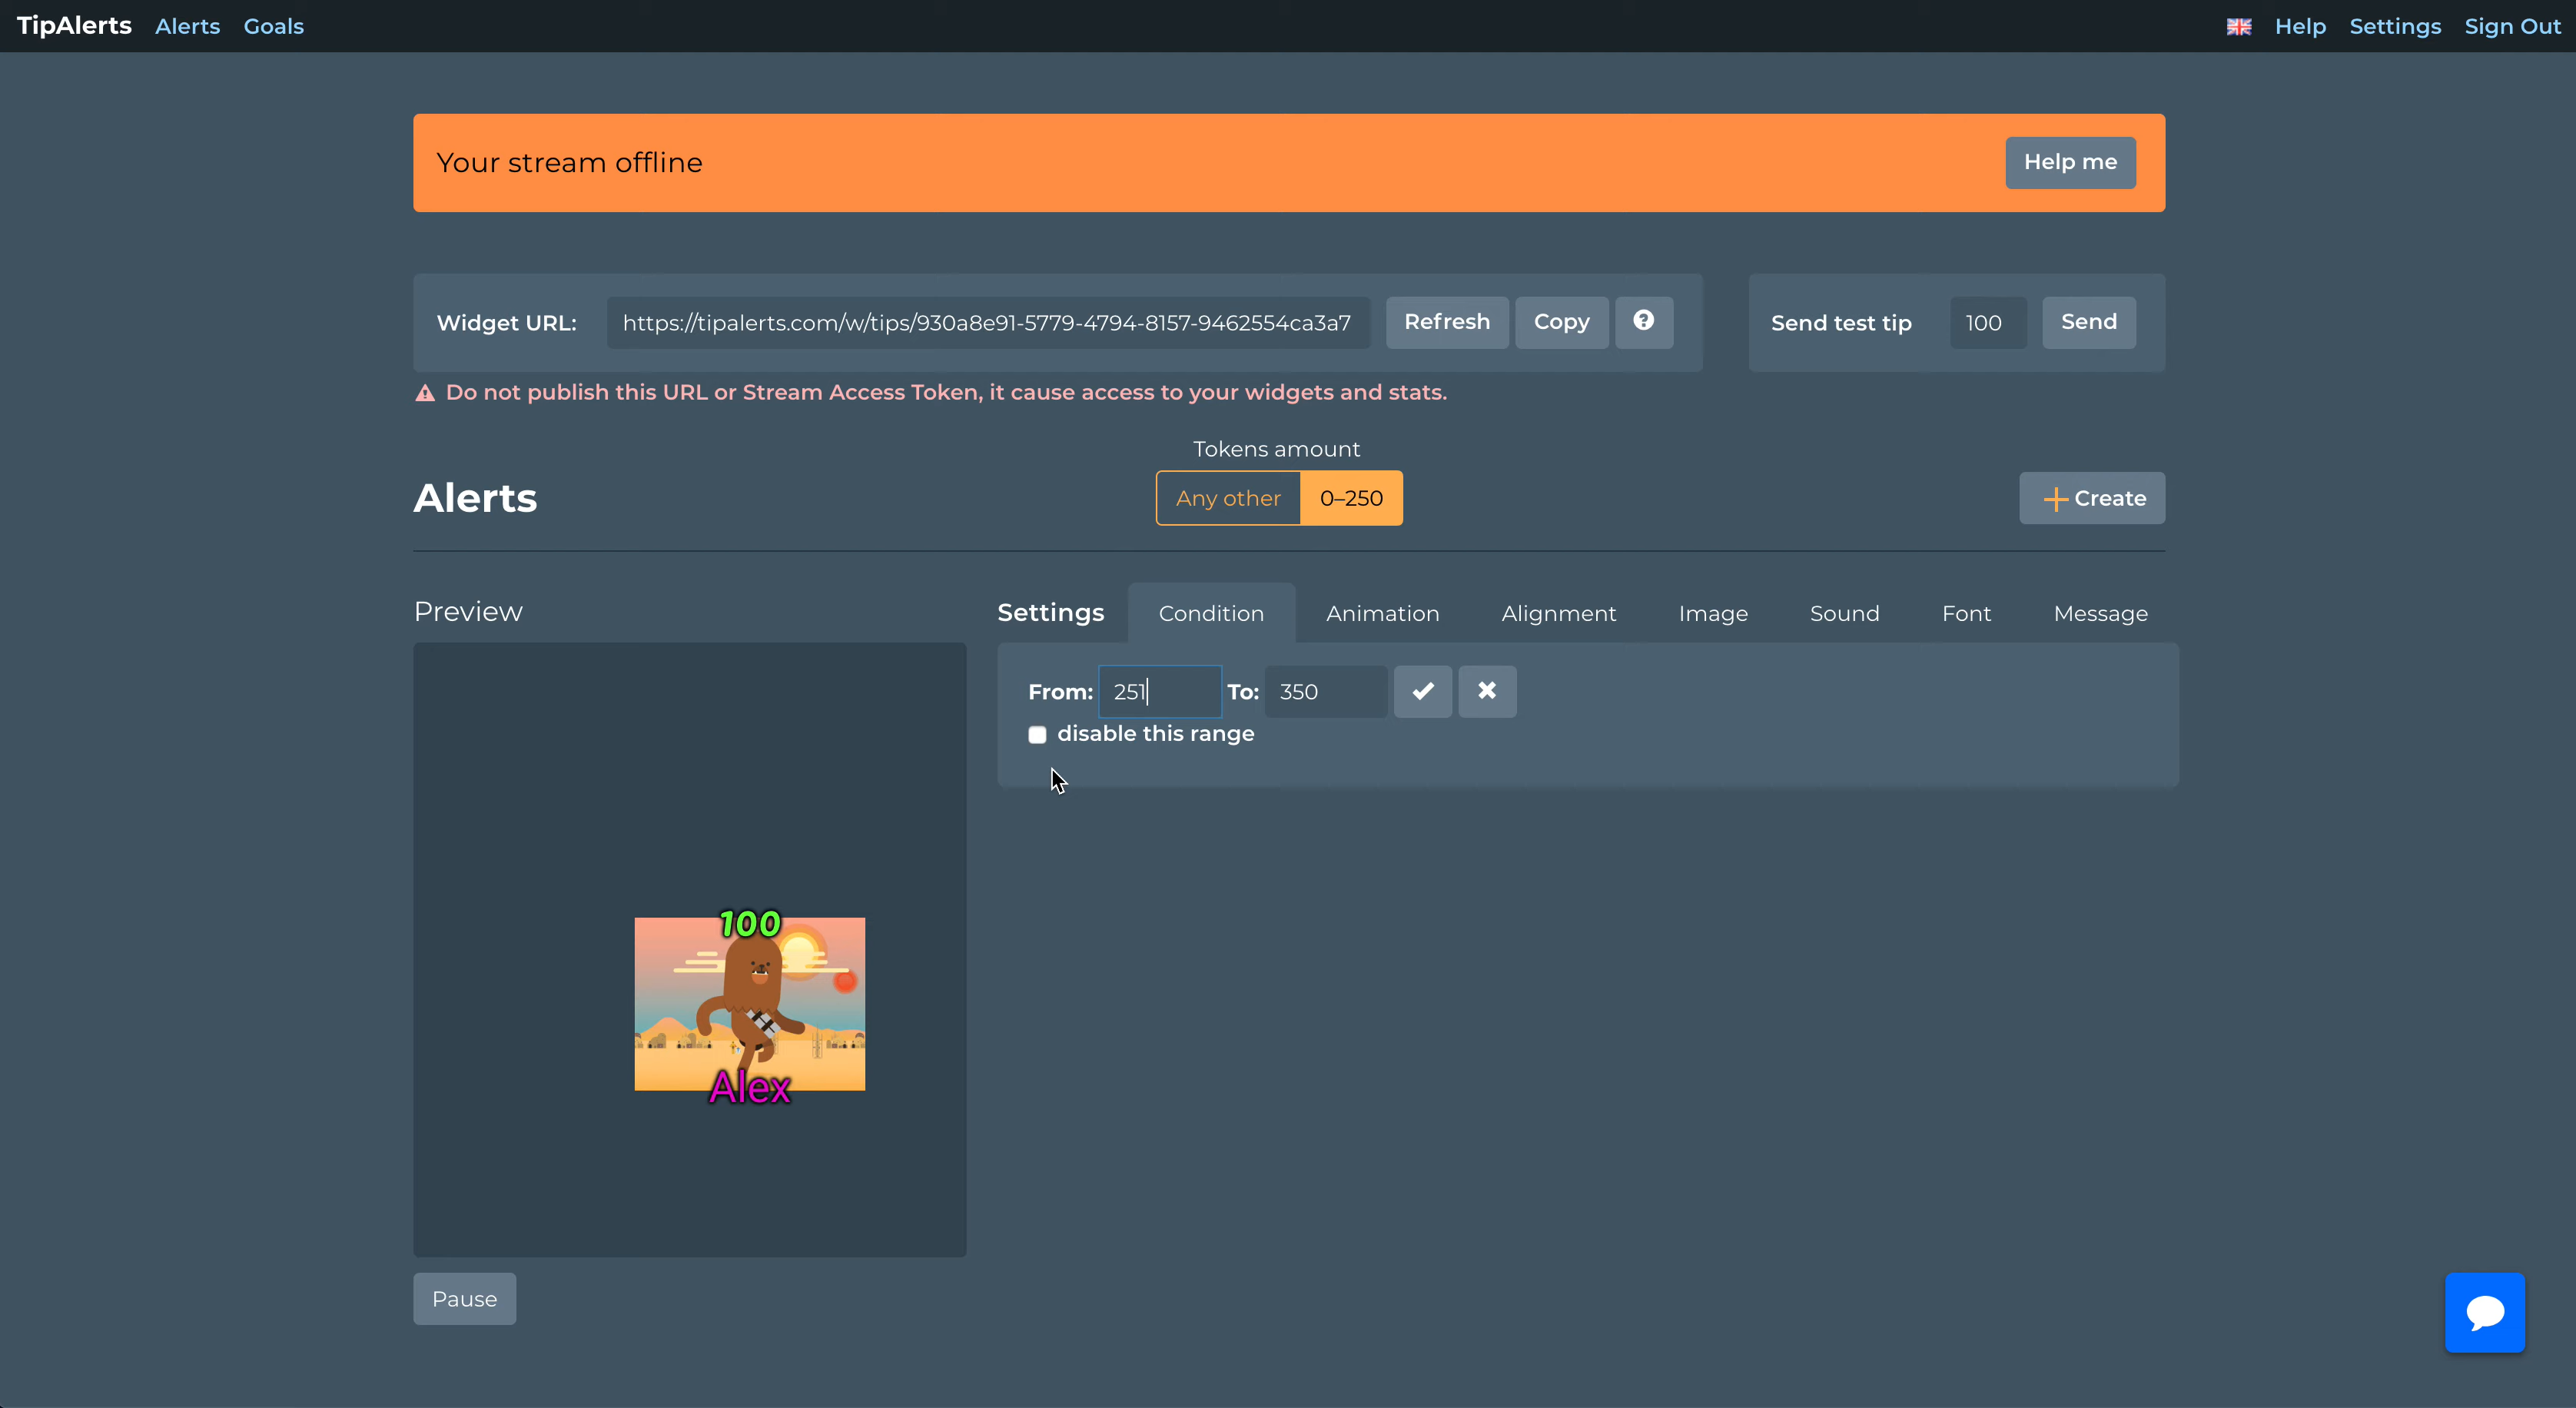 TipAlerts Alerts Goals Help Settings Sign Out
Your stream offline Help me
Widget URL: https://tipalerts.com/w/tips/930a8e91-5779-4794-8157-9462554ca3a7 Refresh Copy ? Send test tip 100 Send
Do not publish this URL or Stream Access Token, it cause access to your widgets and stats.
Tokens amount
Alerts Any other 0–250 Create
Preview Settings Condition Animation Alignment Image Sound Font Message
From: 251 To: 350
disable this range
100
Alex
Pause